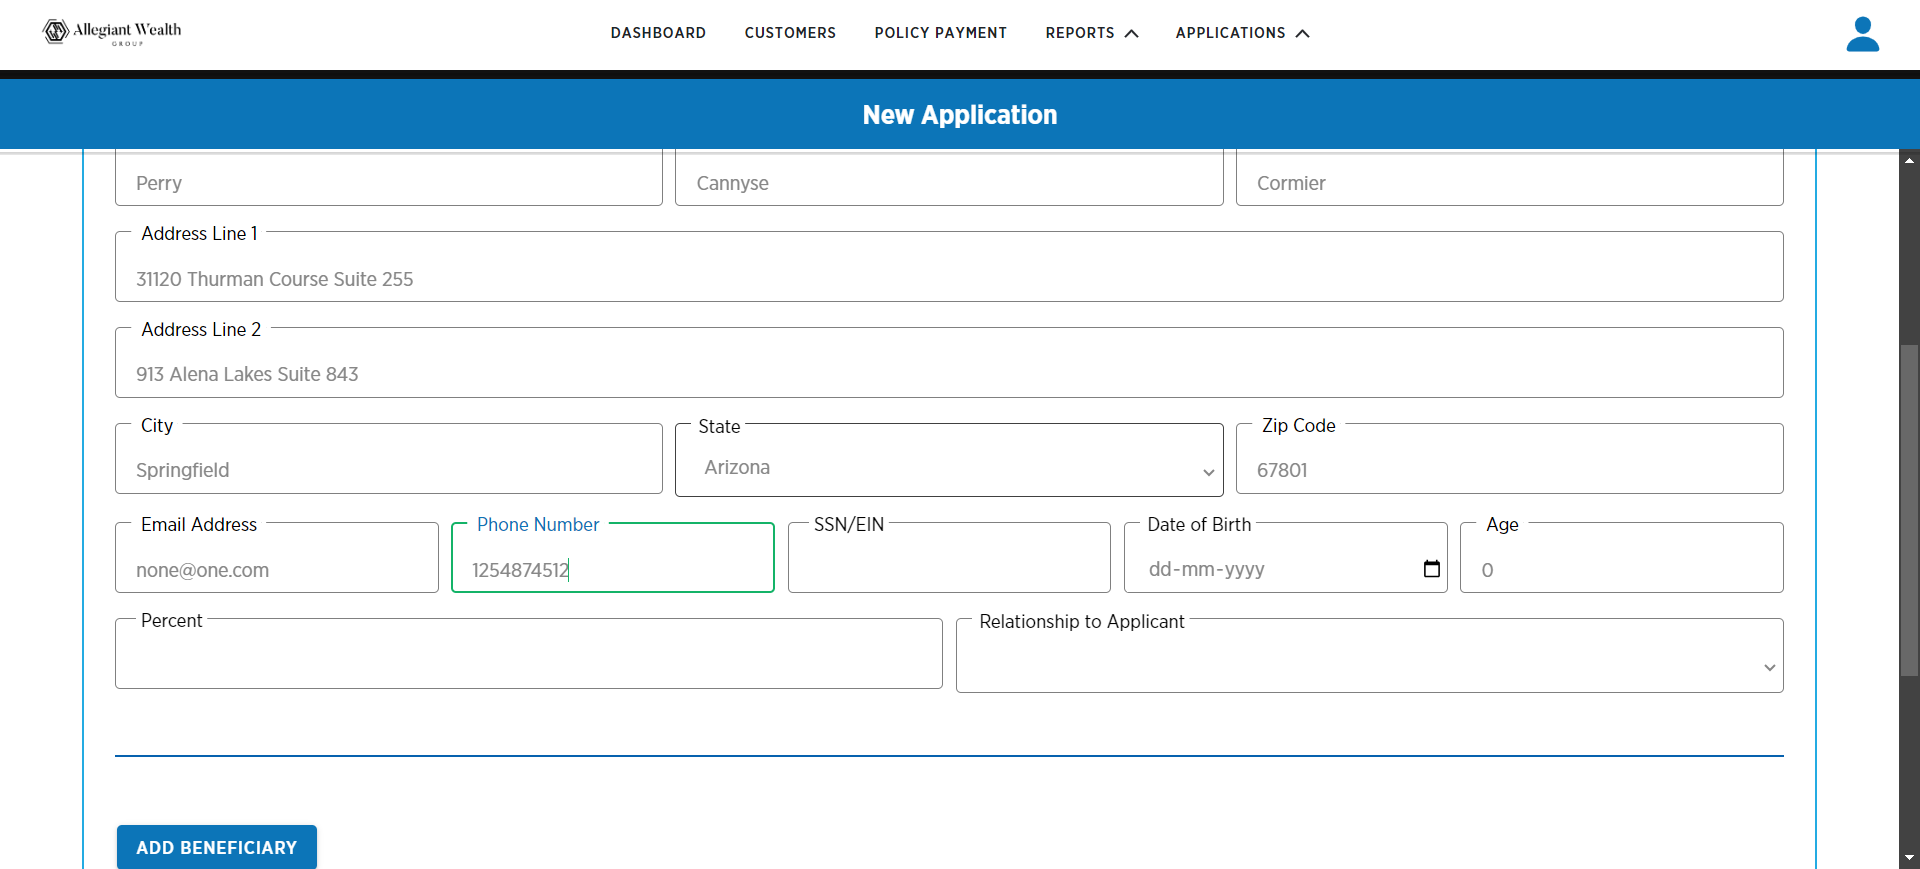 Allegiant Wealth
GROUP
DASHBOARD
CUSTOMERS
POLICY PAYMENT
REPORTS
APPLICATIONS
New Application
Perry
Cannyse
Cormier
Address Line 1
31120 Thurman Course Suite 255
Address Line 2
913 Alena Lakes Suite 843
City
Springfield
State
Arizona
Zip Code
67801
Email Address
none@one.com
Phone Number
1254874512
SSN/EIN
Date of Birth
dd-mm-yyyy
Age
0
Percent
Relationship to Applicant
ADD BENEFICIARY